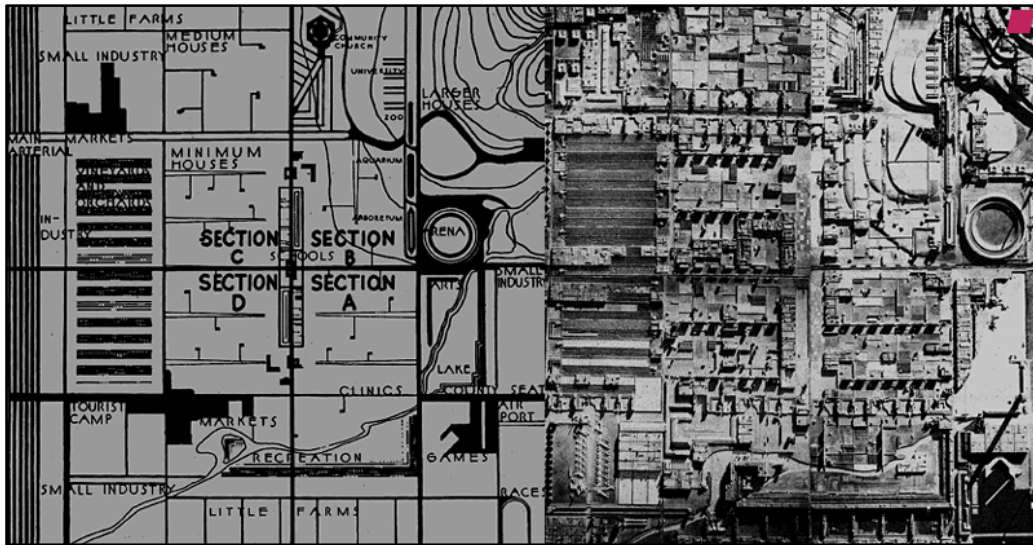 LITTLE FARMS
MEDIUM
HOUSES
COMMUNITY
CHURCH
SMALL INDUSTRY
UNIVERSITY
LARGER
HOUSES
ZOO
MAIN MARKETS
ARTERIAL
MINIMUM
HOUSES
AQUARIUM
VINEYARDS
AND
ORCHARDS
ARBORETUM
IN-
DUSTRY
ARENA
SECTION
C
SECTION
B
SCHOOLS
SECTION
D
SECTION
A
SMALL
INDUSTRY
ARTS
LAKE
CLINICS
COUNTY SEAT
TOURIST
CAMP
MARKETS
AIR
PORT
RECREATION
GAMES
SMALL INDUSTRY
RACES
LITTLE FARMS